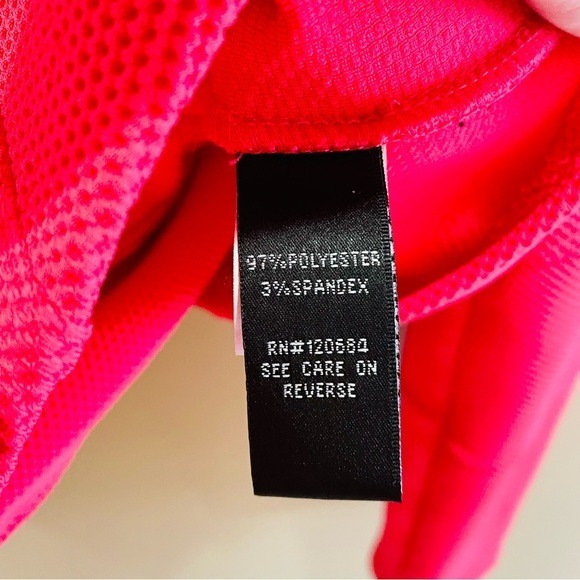 97%POLYESTER
3%SPANDEX
RN#120684
SEE CARE ON
REVERSE